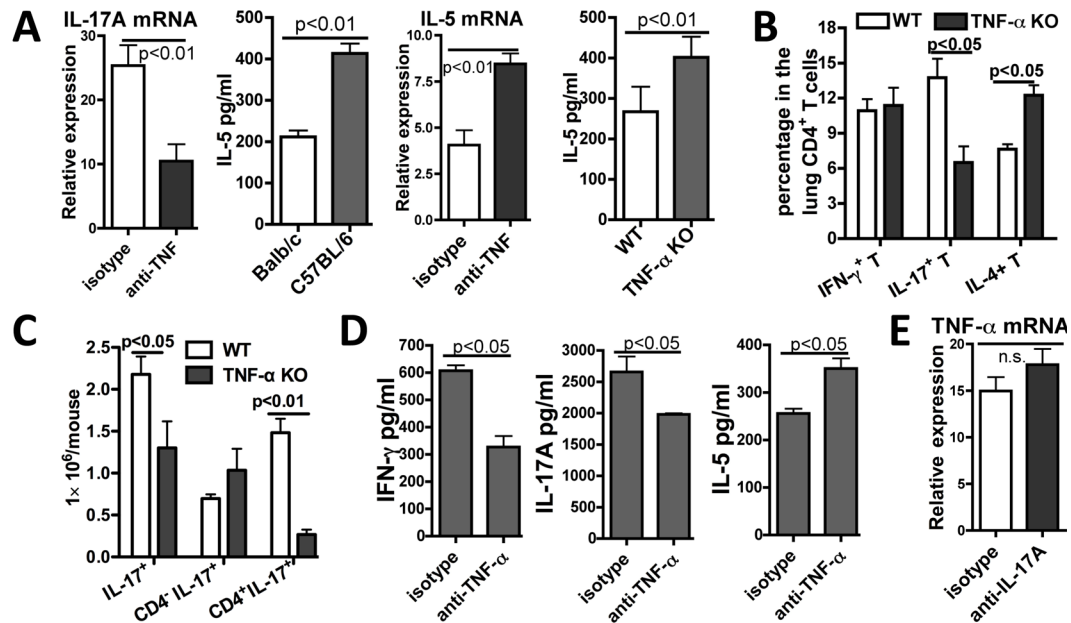 A
IL-17A mRNA
Relative expression
30
20
10
0
p<0.01
isotype
anti-TNF
IL-5 pg/ml
500
400
300
200
100
0
p<0.01
Balb/c
C57BL/6
IL-5 mRNA
Relative expression
9.0
6.0
3.0
0.0
p<0.01
isotype
anti-TNF
IL-5 pg/ml
500
400
300
200
100
0
p<0.01
WT
TNF-α KO
B
WT
TNF-α KO
percentage in the
lung CD4⁺ T cells
18
15
12
9
6
3
0
p<0.05
p<0.05
IFN-γ⁺ T
IL-17⁺ T
IL-4+ T
C
1× 10⁶/mouse
2.5
2.0
1.5
1.0
0.5
0.0
p<0.05
WT
TNF-α KO
p<0.01
IL-17⁺
CD4⁻ IL-17⁺
CD4⁺IL-17⁺
D
IFN-γ pg/ml
700
600
500
400
300
200
100
0
p<0.05
isotype
anti-TNF-α
IL-17A pg/ml
3000
2500
2000
1500
1000
500
0
p<0.05
isotype
anti-TNF-α
IL-5 pg/ml
400
300
200
100
0
p<0.05
isotype
anti-TNF-α
E
TNF-α mRNA
Relative expression
20
15
10
5
0
n.s.
isotype
anti-IL-17A